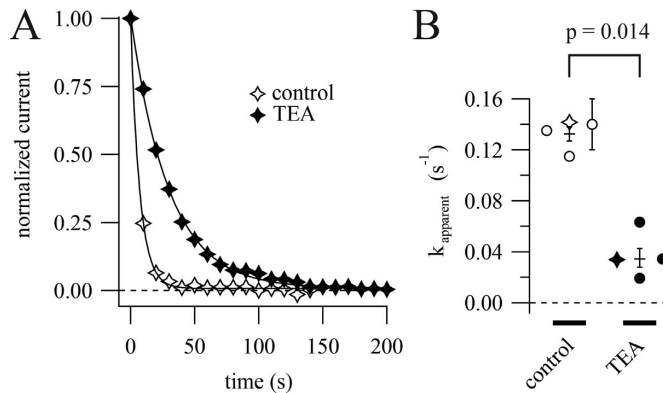 A
normalized current
1.00
0.75
0.50
0.25
0.00
control
TEA
0
50
100
150
200
time (s)
B
p = 0.014
k apparent (s⁻¹)
0.16
0.12
0.08
0.04
0.00
control
TEA